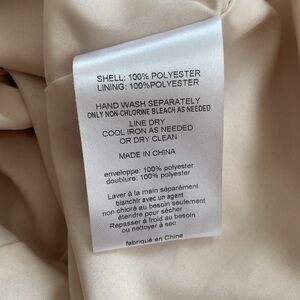 SHELL: 100% POLYESTER
LINING: 100%POLYESTER
HAND WASH SEPARATELY
ONLY NON-CHLORINE BLEACH AS NEEDED
LINE DRY
COOL IRON AS NEEDED
OR DRY CLEAN
MADE IN CHINA
enveloppe: 100% polyester
doublure: 100% polyester
Laver à la main séparément
blanchir avec un agent
non chloré au besoin seulement
étendre pour sécher
Repasser à froid au besoin
ou nettoyer à sec
fabriqué en Chine